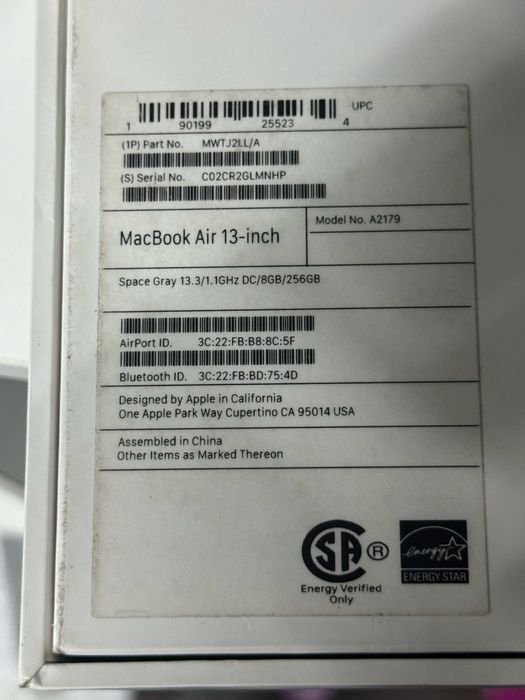 1 90199 25523 4 UPC
(1P) Part No. MWTJ2LL/A
(S) Serial No. C02CR2GLMNHP
MacBook Air 13-inch
Model No. A2179
Space Gray 13.3/1.1GHz DC/8GB/256GB
AirPort ID. 3C:22:FB:B8:8C:5F
Bluetooth ID. 3C:22:FB:BD:75:4D
Designed by Apple in California
One Apple Park Way Cupertino CA 95014 USA
Assembled in China
Other Items as Marked Thereon
SA ®
Energy Verified
Only
energy
ENERGY STAR